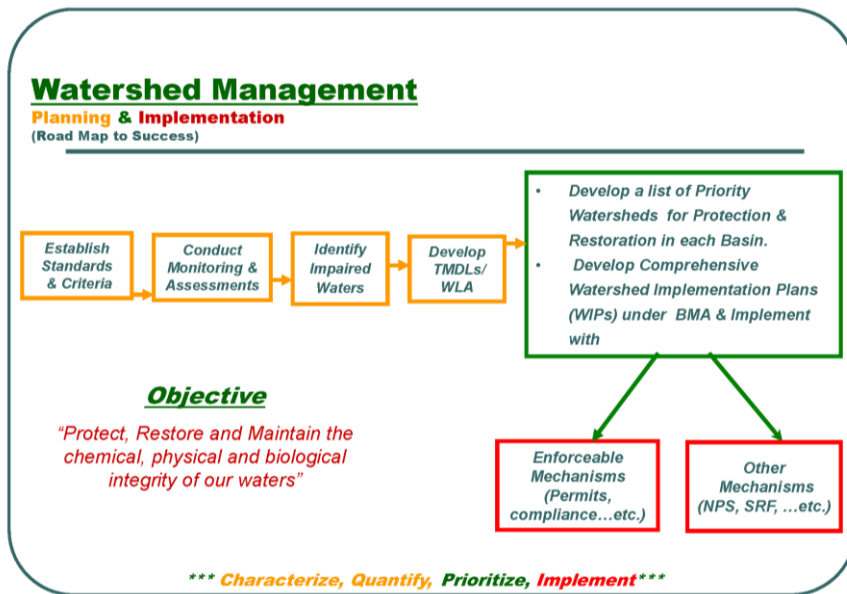 Watershed Management
Planning & Implementation
(Road Map to Success)
Establish
Standards
& Criteria
Conduct
Monitoring &
Assessments
Identify
Impaired
Waters
Develop
TMDLs/
WLA
• Develop a list of Priority
Watersheds for Protection &
Restoration in each Basin.
• Develop Comprehensive
Watershed Implementation Plans
(WIPs) under BMA & Implement
with
Objective
“Protect, Restore and Maintain the
chemical, physical and biological
integrity of our waters”
Enforceable
Mechanisms
(Permits,
compliance…etc.)
Other
Mechanisms
(NPS, SRF, …etc.)
*** Characterize, Quantify, Prioritize, Implement***